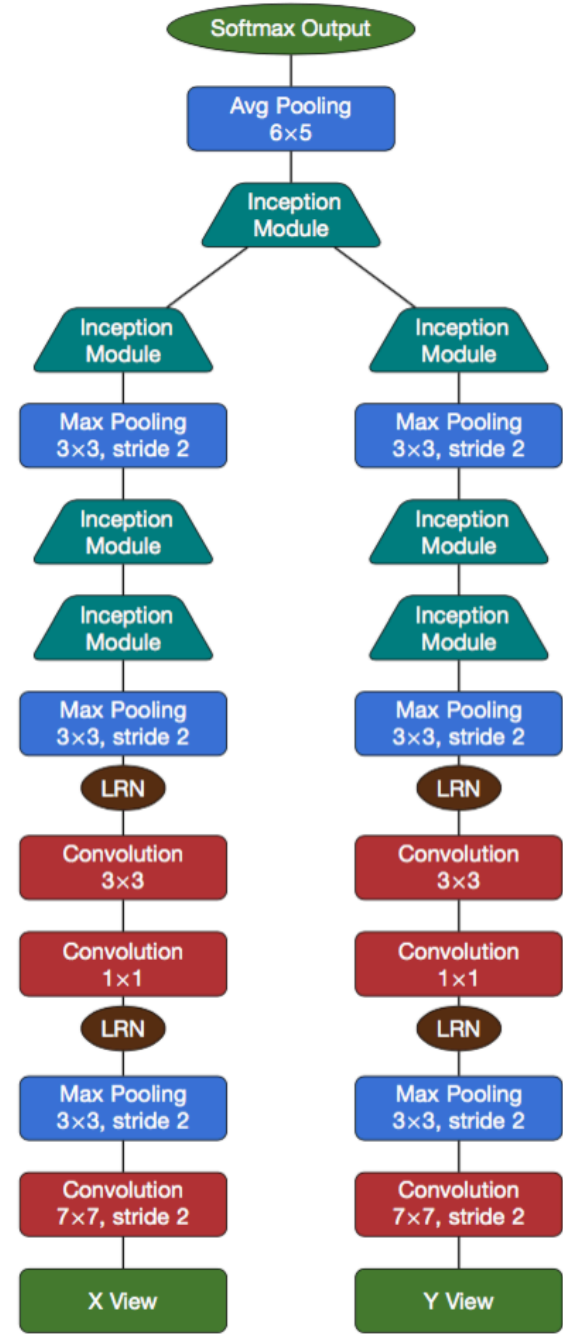 Softmax Output
Avg Pooling
6×5
Inception
Module
Inception
Module
Inception
Module
Max Pooling
3×3, stride 2
Max Pooling
3×3, stride 2
Inception
Module
Inception
Module
Inception
Module
Inception
Module
Max Pooling
3×3, stride 2
Max Pooling
3×3, stride 2
LRN
LRN
Convolution
3×3
Convolution
3×3
Convolution
1×1
Convolution
1×1
LRN
LRN
Max Pooling
3×3, stride 2
Max Pooling
3×3, stride 2
Convolution
7×7, stride 2
Convolution
7×7, stride 2
X View
Y View